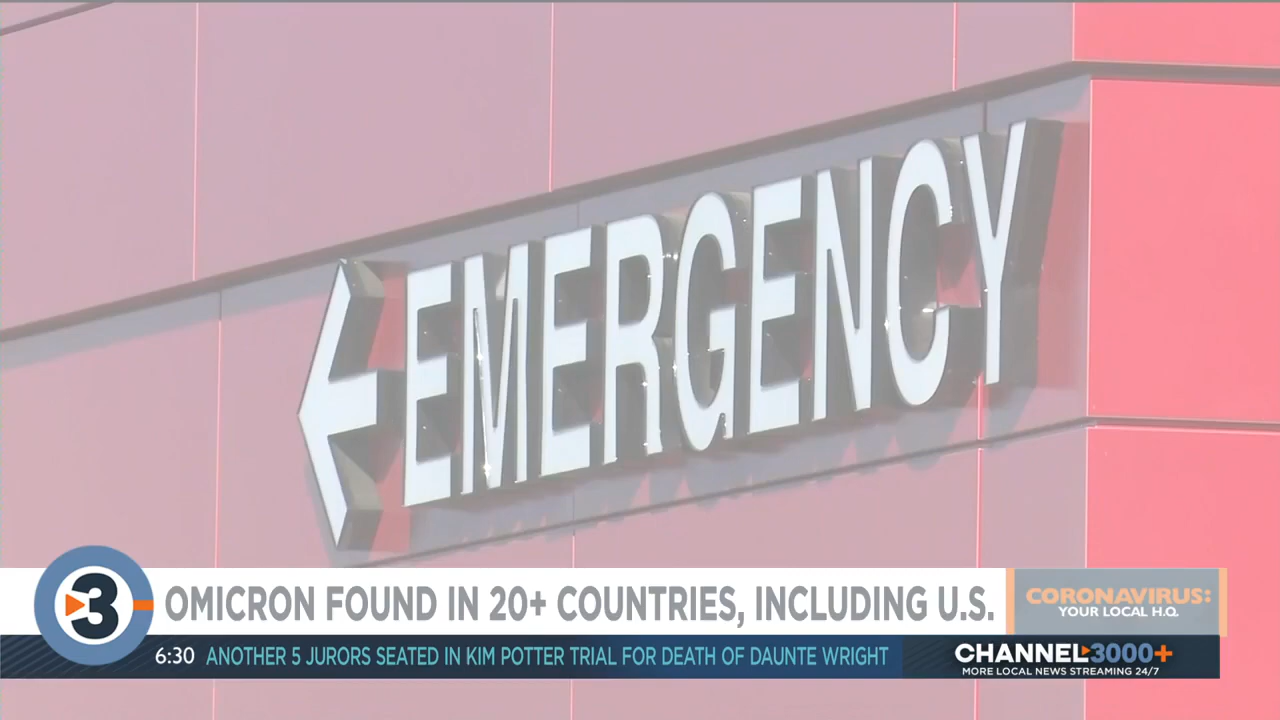 EMERGENCY
3
OMICRON FOUND IN 20+ COUNTRIES, INCLUDING U.S.
CORONAVIRUS:
YOUR LOCAL H.Q.
6:30 ANOTHER 5 JURORS SEATED IN KIM POTTER TRIAL FOR DEATH OF DAUNTE WRIGHT
CHANNEL3000+
MORE LOCAL NEWS STREAMING 24/7